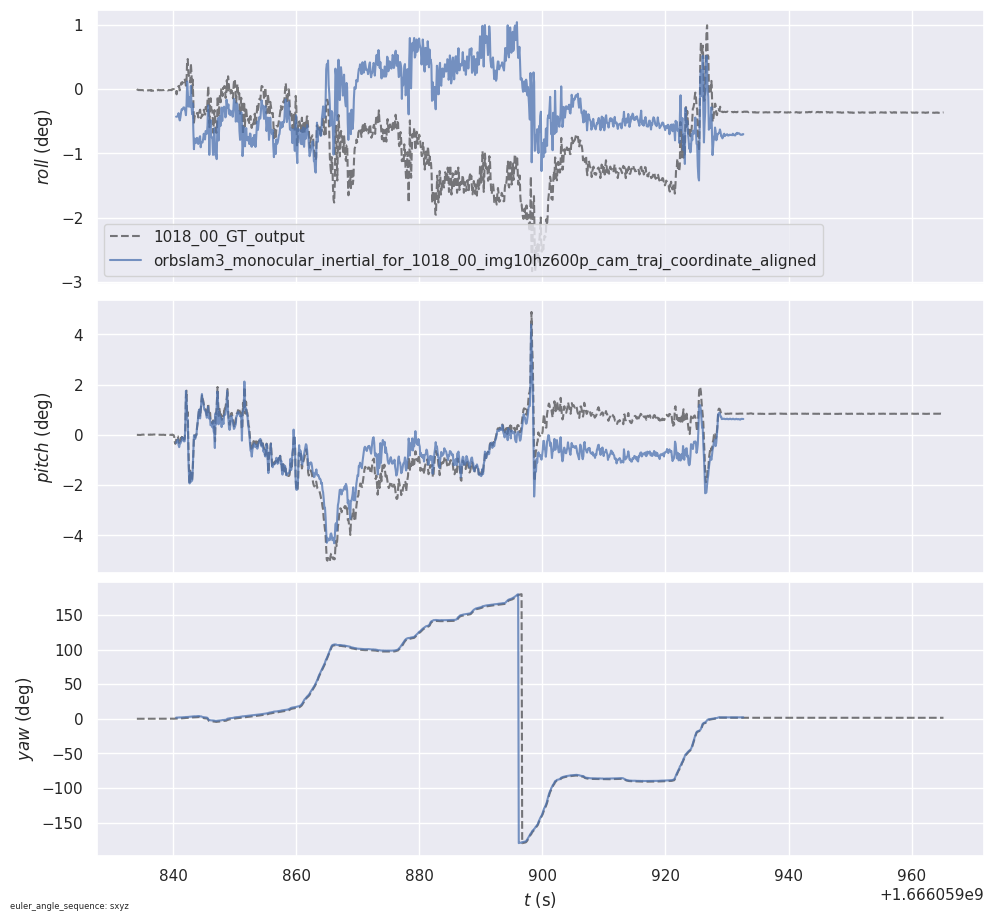 1
0
−1
−2
−3
roll (deg)
1018_00_GT_output
orbslam3_monocular_inertial_for_1018_00_img10hz600p_cam_traj_coordinate_aligned
4
2
0
−2
−4
pitch (deg)
150
100
50
0
−50
−100
−150
yaw (deg)
840 860 880 900 920 940 960
+1.666059e9
t (s)
euler_angle_sequence: sxyz